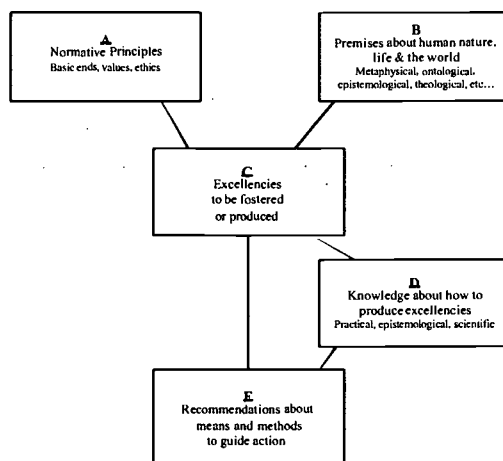 A
Normative Principles
Basic ends, values, ethics
B
Premises about human nature,
life & the world
Metaphysical, ontological,
epistemological, theological, etc...
C
Excellencies
to be fostered
or produced
D
Knowledge about how to
produce excellencies
Practical, epistemological, scientific
E
Recommendations about
means and methods
to guide action